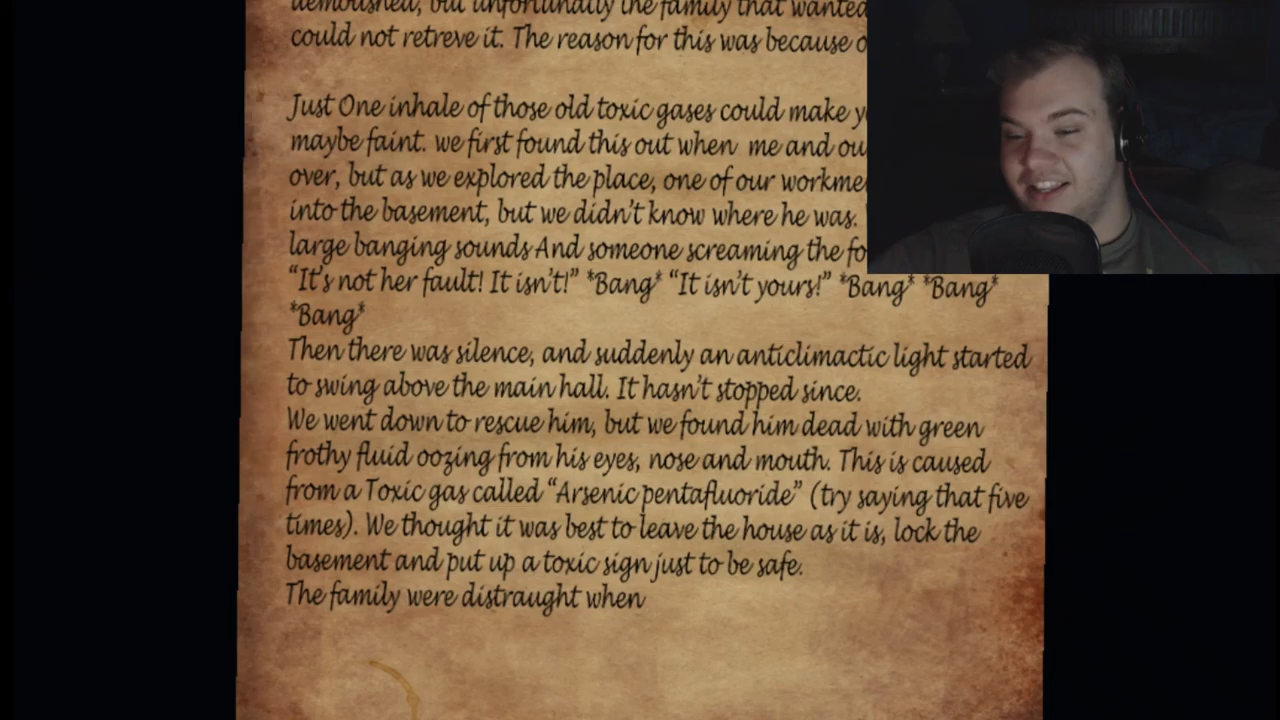 demolished, but unfortunatly the family that wanted
could not retreve it. The reason for this was because
Just One inhale of those old toxic gases could make
maybe faint. we first found this out when me and
over, but as we explored the place, one of our
into the basement, but we didn't know where he was.
large banging sounds And someone screaming the
"It's not her fault! It isn't!" *Bang* "It isn't yours!" *Bang* *Bang*
*Bang*
Then there was silence, and suddenly an anticlimactic light started
to swing above the main hall. It hasn't stopped since.
We went down to rescue him, but we found him dead with green
frothy fluid oozing from his eyes, nose and mouth. This is caused
from a Toxic gas called "Arsenic pentafluoride" (try saying that five
times). We thought it was best to leave the house as it is, lock the
basement and put up a toxic sign just to be safe.
The family were distraught when